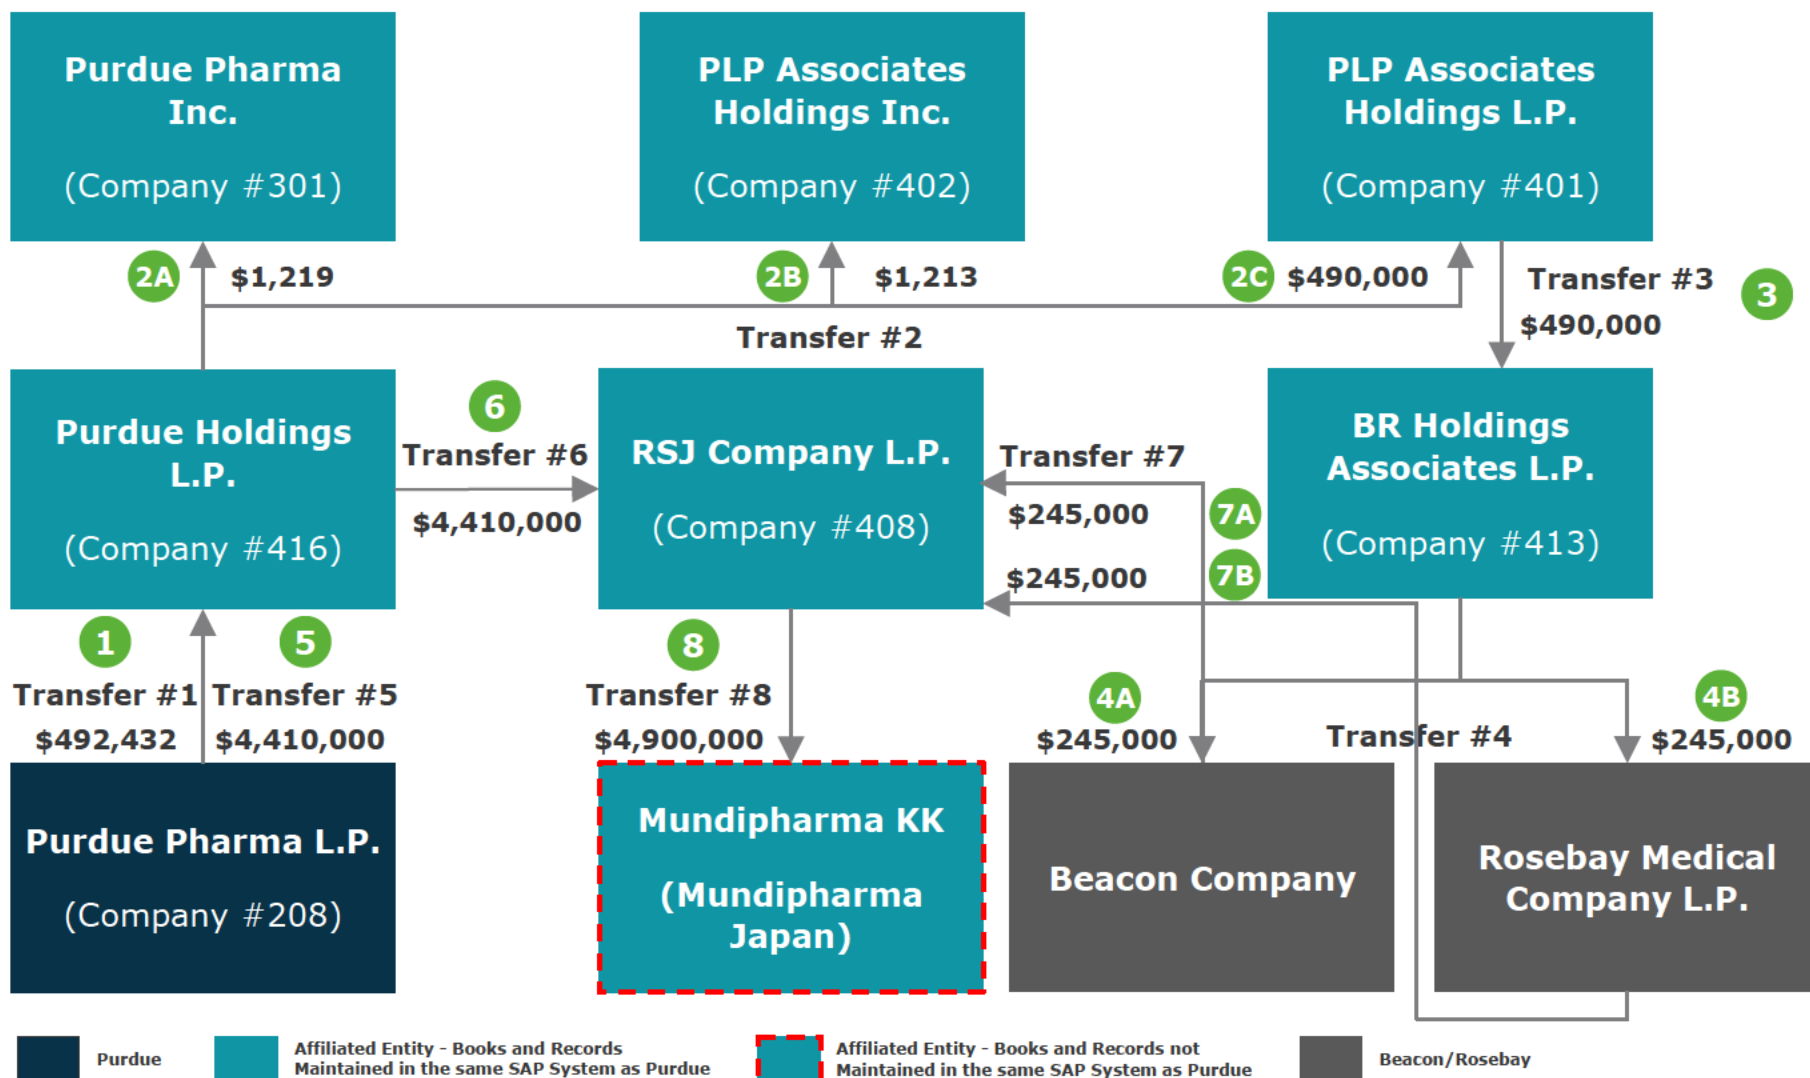 Purdue Pharma
Inc.
(Company #301)
PLP Associates
Holdings Inc.
(Company #402)
PLP Associates
Holdings L.P.
(Company #401)
2A
$1,219
2B
$1,213
2C
$490,000
Transfer #3
3
$490,000
Transfer #2
Purdue Holdings
L.P.
(Company #416)
6
Transfer #6
$4,410,000
RSJ Company L.P.
(Company #408)
Transfer #7
$245,000
7A
$245,000
7B
BR Holdings
Associates L.P.
(Company #413)
1
Transfer #1
$492,432
5
Transfer #5
$4,410,000
8
Transfer #8
$4,900,000
4A
$245,000
Transfer #4
4B
$245,000
Purdue Pharma L.P.
(Company #208)
Mundipharma KK
(Mundipharma
Japan)
Beacon Company
Rosebay Medical
Company L.P.
Purdue
Affiliated Entity - Books and Records
Maintained in the same SAP System as Purdue
Affiliated Entity - Books and Records not
Maintained in the same SAP System as Purdue
Beacon/Rosebay